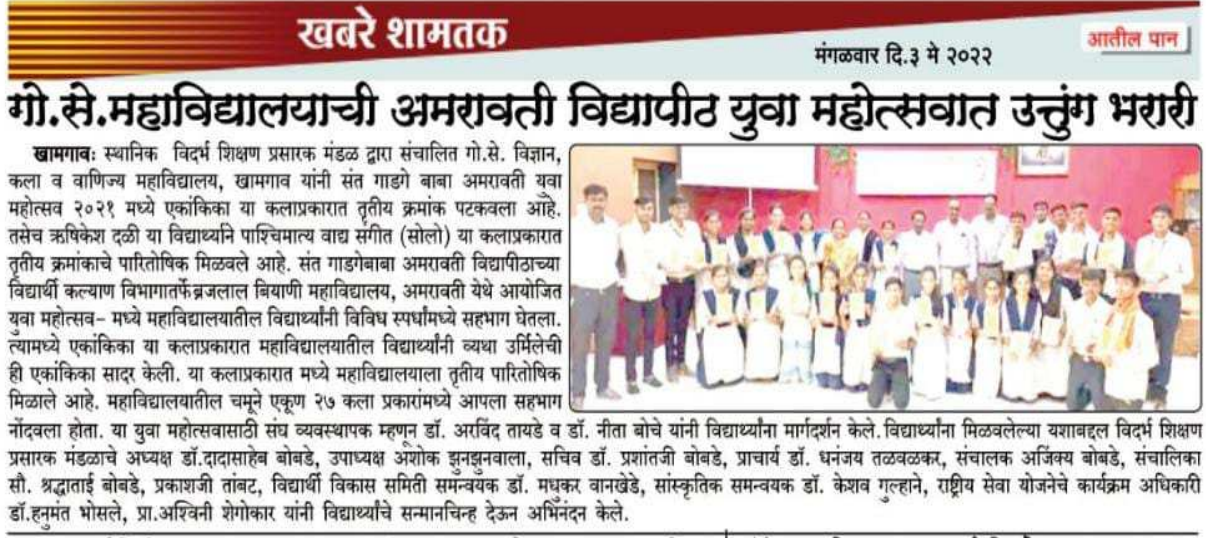 खबरे शामतक
मंगळवार दि.३ मे २०२२
आतील पान
गो.से.महाविद्यालयाची अमरावती विद्यापीठ युवा महोत्सवात उत्तुंग भरारी
खामगावः स्थानिक विदर्भ शिक्षण प्रसारक मंडळ द्वारा संचालित गो.से. विज्ञान,
कला व वाणिज्य महाविद्यालय, खामगाव यांनी संत गाडगे बाबा अमरावती युवा
महोत्सव २०२१ मध्ये एकांकिका या कलाप्रकारात तृतीय क्रमांक पटकवला आहे.
तसेच ऋषिकेश दळी या विद्यार्थ्याने पाश्चिमात्य वाद्य संगीत (सोलो) या कलाप्रकारात
तृतीय क्रमांकाचे पारितोषिक मिळवले आहे. संत गाडगेबाबा अमरावती विद्यापीठाच्या
विद्यार्थी कल्याण विभागातर्फे ब्रजलाल बियाणी महाविद्यालय, अमरावती येथे आयोजित
युवा महोत्सव- मध्ये महाविद्यालयातील विद्यार्थ्यांनी विविध स्पर्धांमध्ये सहभाग घेतला.
त्यामध्ये एकांकिका या कलाप्रकारात महाविद्यालयातील विद्यार्थ्यांनी व्यथा उर्मिलेची
ही एकांकिका सादर केली. या कलाप्रकारात मध्ये महाविद्यालयाला तृतीय पारितोषिक
मिळाले आहे. महाविद्यालयातील चमूने एकूण २७ कला प्रकारांमध्ये आपला सहभाग
नोंदवला होता. या युवा महोत्सवासाठी संघ व्यवस्थापक म्हणून डॉ. अरविंद तायडे व डॉ. नीता बोचे यांनी विद्यार्थ्यांना मार्गदर्शन केले. विद्यार्थ्यांना मिळवलेल्या यशाबद्दल विदर्भ शिक्षण
प्रसारक मंडळाचे अध्यक्ष डॉ.दादासाहेब बोबडे, उपाध्यक्ष अशोक झुनझुनवाला, सचिव डॉ. प्रशांतजी बोबडे, प्राचार्य डॉ. धनंजय तळवळकर, संचालक अजिंक्य बोबडे, संचालिका
सौ. श्रद्धाताई बोबडे, प्रकाशजी तांबट, विद्यार्थी विकास समिती समन्वयक डॉ. मधुकर वानखेडे, सांस्कृतिक समन्वयक डॉ. केशव गुल्हाने, राष्ट्रीय सेवा योजनेचे कार्यक्रम अधिकारी
डॉ.हनुमंत भोसले, प्रा.अश्विनी शेगोकार यांनी विद्यार्थ्यांचे सन्मानचिन्ह देऊन अभिनंदन केले.